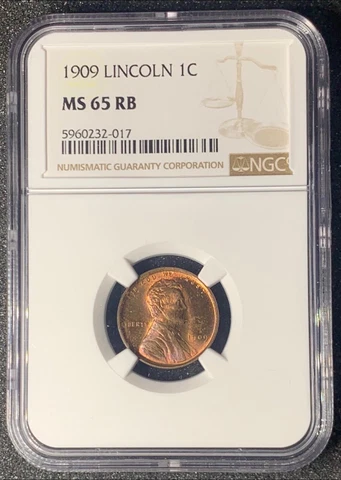 1909 LINCOLN 1C
MS 65 RB
5960232-017
NUMISMATIC GUARANTY CORPORATION NGC
LIBERTY
1909